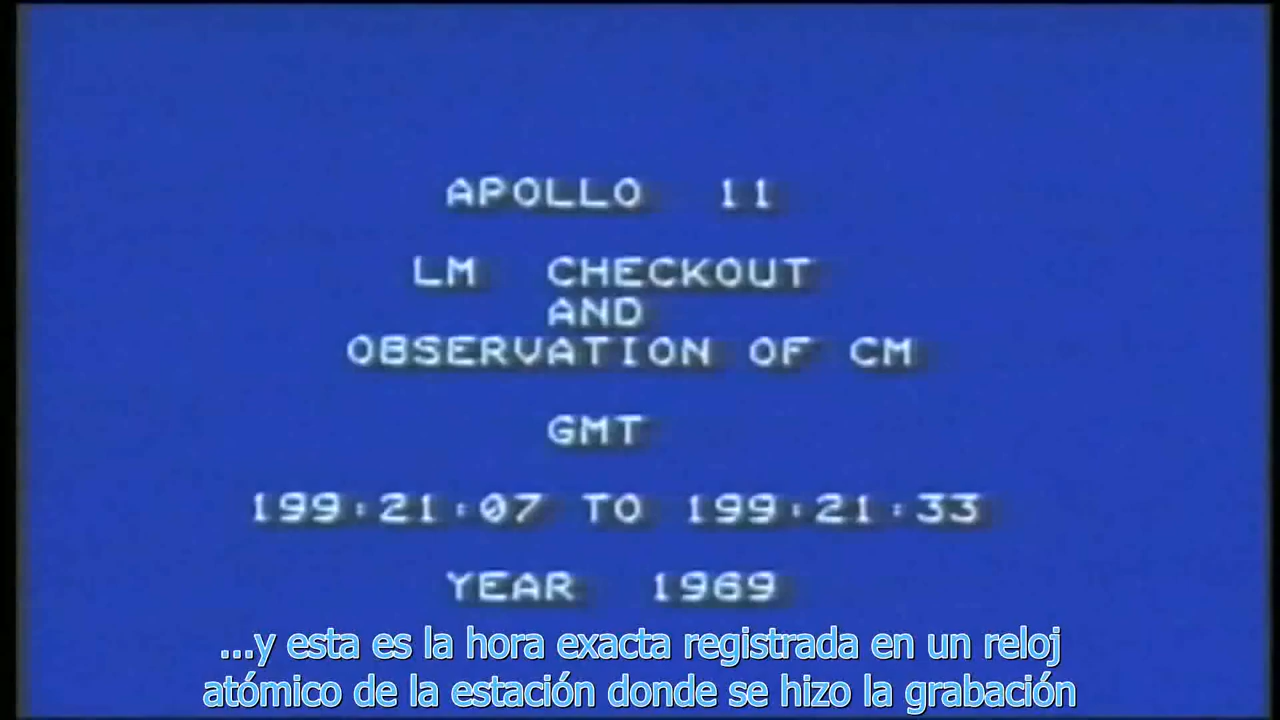 APOLLO 11
LM CHECKOUT
AND
OBSERVATION OF CM
GMT
199:21:07 TO 199:21:33
YEAR 1969
...y esta es la hora exacta registrada en un reloj
atómico de la estación donde se hizo la grabación